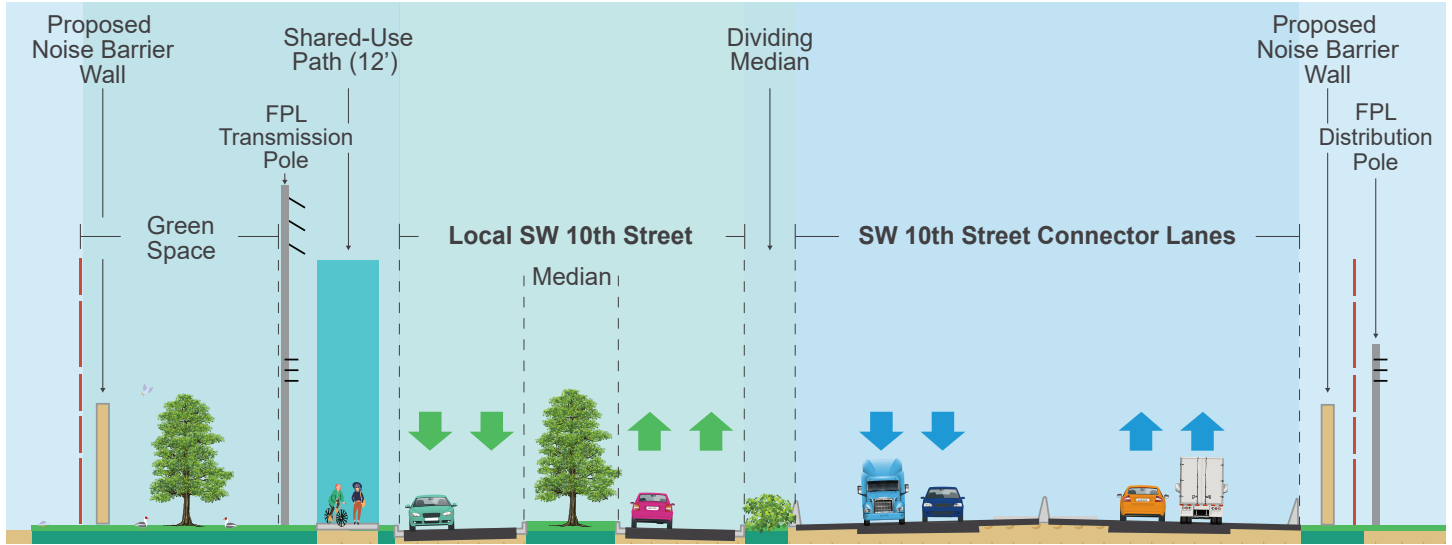 Proposed
Noise Barrier
Wall
Shared-Use
Path (12’)
Dividing
Median
Proposed
Noise Barrier
Wall
FPL
Transmission
Pole
FPL
Distribution
Pole
Green
Space
Local SW 10th Street
SW 10th Street Connector Lanes
Median